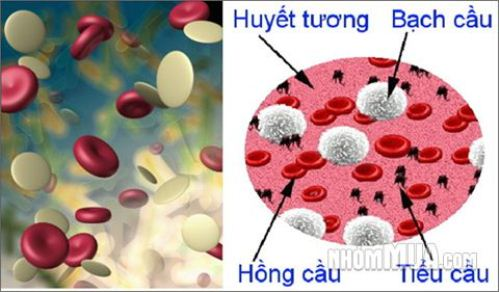 Huyết tương
Bạch cầu
Hồng cầu
Tiểu cầu
NHOMMUA.com